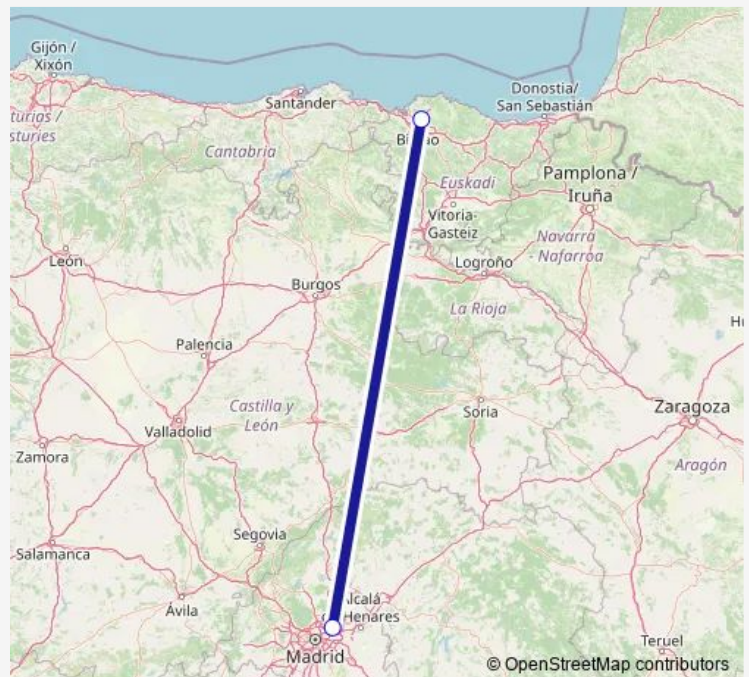 Gijón /
Xixón
Santander
Donostia/
San Sebastián
turias /
sturies
Cantabria
Pamplona /
Iruña
Euskadi
Vitoria-
Gasteiz
Navarra
- Nafarroa
León
Logroño
Burgos
La Rioja
Palencia
Castilla y
León
Soria
Zaragoza
Valladolid
Zamora
Aragón
Segovia
Salamanca
Ávila
lcalá
Henares
Madrid
Teruel
© OpenStreetMap contributors